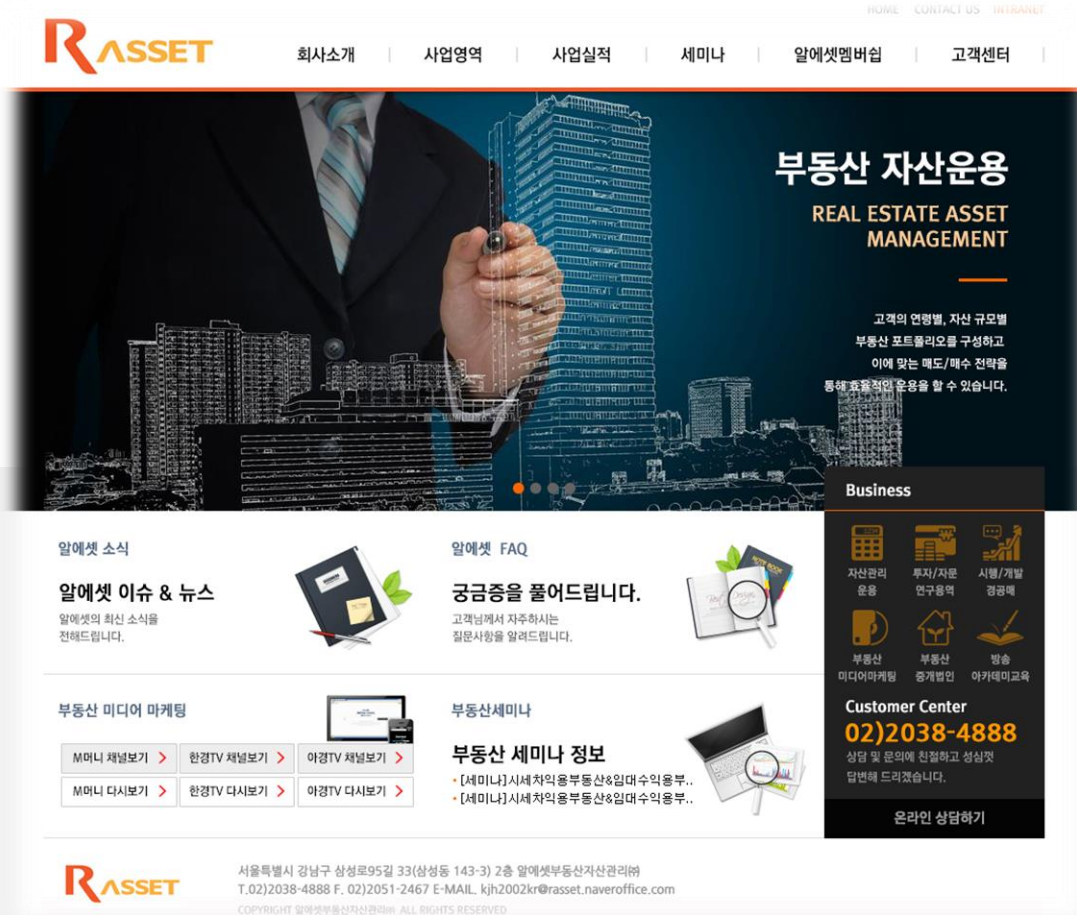 HOME CONTACT US INTRANET
R ASSET
회사소개 사업영역 사업실적 세미나 알에셋멤버쉽 고객센터
부동산 자산운용
REAL ESTATE ASSET
MANAGEMENT
고객의 연령별, 자산 규모별
부동산 포트폴리오를 구성하고
이에 맞는 매도/매수 전략을
통해 효율적인 운용을 할 수 있습니다.
알에셋 소식
알에셋 이슈 & 뉴스
알에셋의 최신 소식을
전해드립니다.
알에셋 FAQ
궁금증을 풀어드립니다.
고객님께서 자주하시는
질문사항을 알려드립니다.
NOTE BOOK
부동산 미디어 마케팅
M머니 채널보기 한경TV 채널보기 아경TV 채널보기
M머니 다시보기 한경TV 다시보기 아경TV 다시보기
부동산세미나
부동산 세미나 정보
• [세미나]시세차익용부동산&임대수익용부..
• [세미나]시세차익용부동산&임대수익용부..
Business
자산관리
운용
투자/자문
연구용역
시행/개발
경공매
부동산
미디어마케팅
부동산
중개법인
방송
아카데미교육
Customer Center
02)2038-4888
상담 및 문의에 친절하고 성심껏
답변해 드리겠습니다.
온라인 상담하기
R ASSET
서울특별시 강남구 삼성로95길 33(삼성동 143-3) 2층 알에셋부동산자산관리㈜
T.02)2038-4888 F. 02)2051-2467 E-MAIL. kjh2002kr@rasset.naveroffice.com
COPYRIGHT 알에셋부동산자산관리㈜ ALL RIGHTS RESERVED